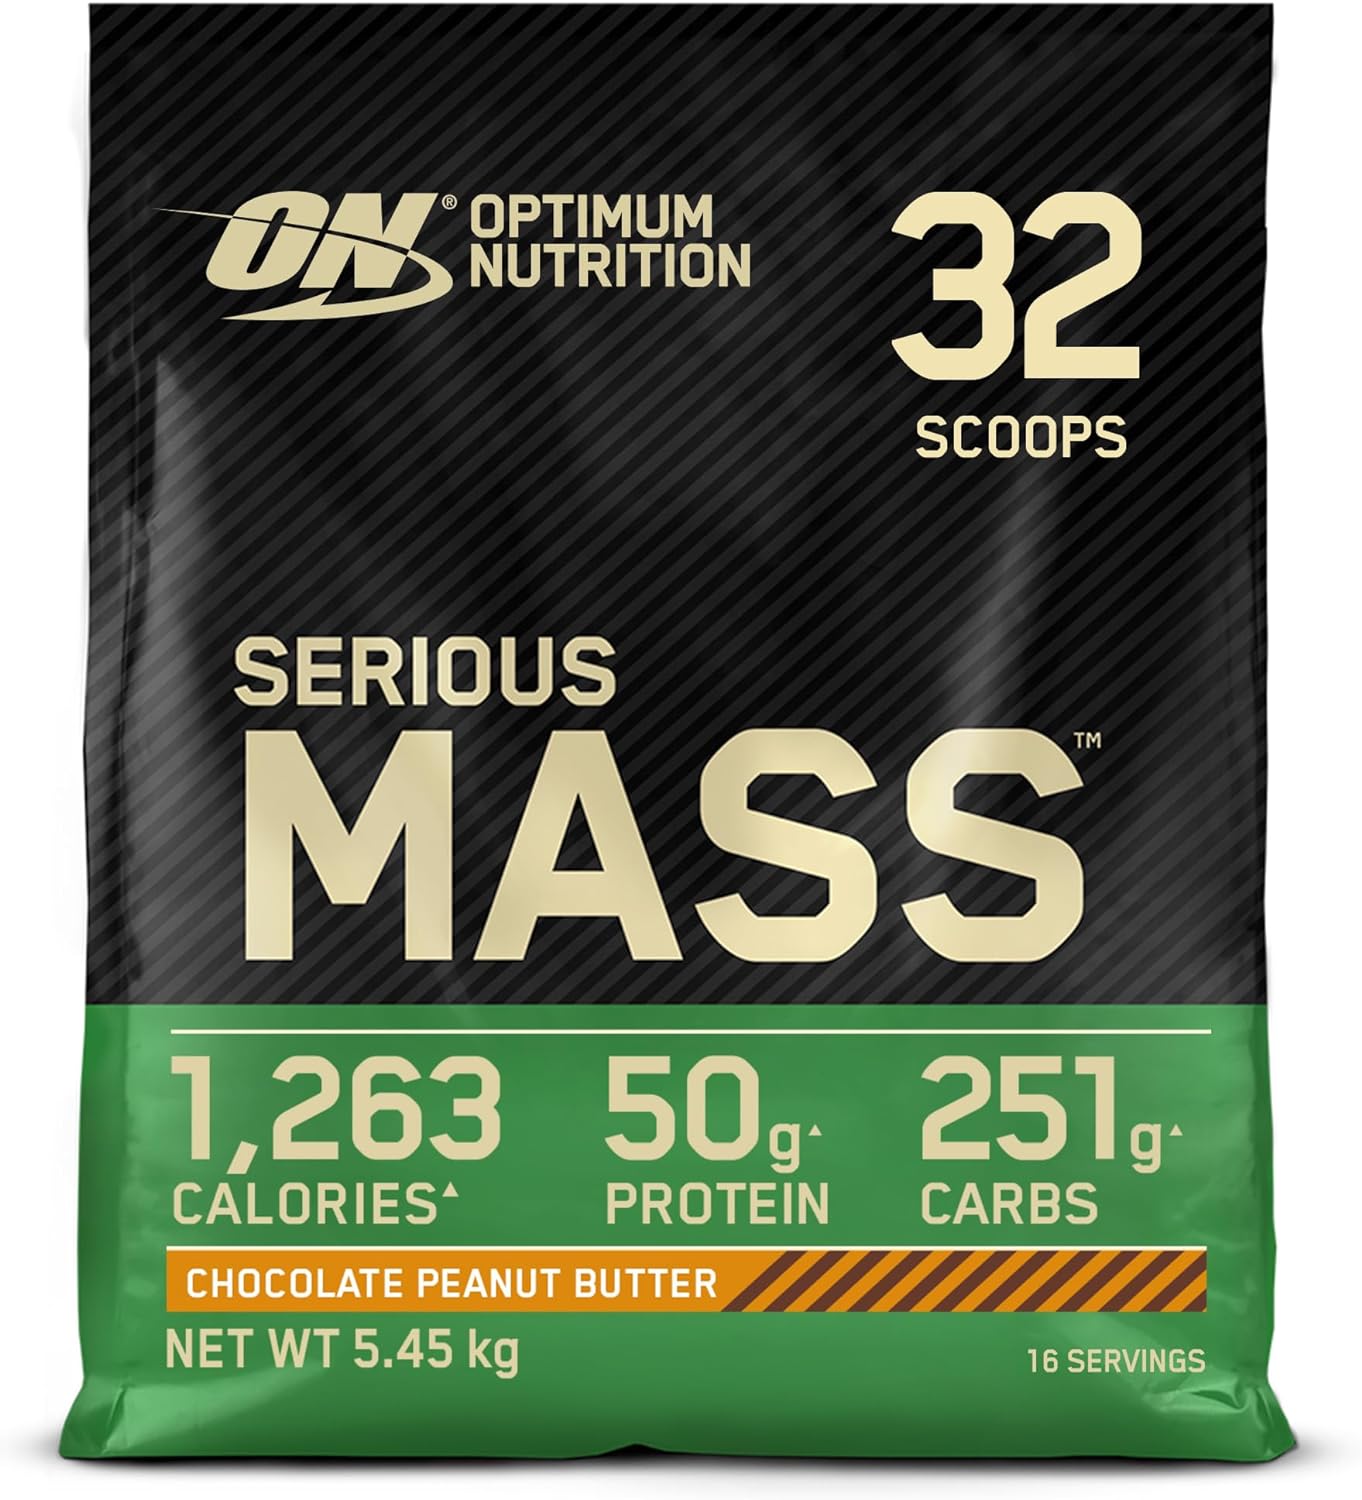 ON® OPTIMUM
NUTRITION
32
SCOOPS
SERIOUS
MASS™
1,263
CALORIES▲
50g▲
PROTEIN
251g▲
CARBS
CHOCOLATE PEANUT BUTTER
NET WT 5.45 kg
16 SERVINGS